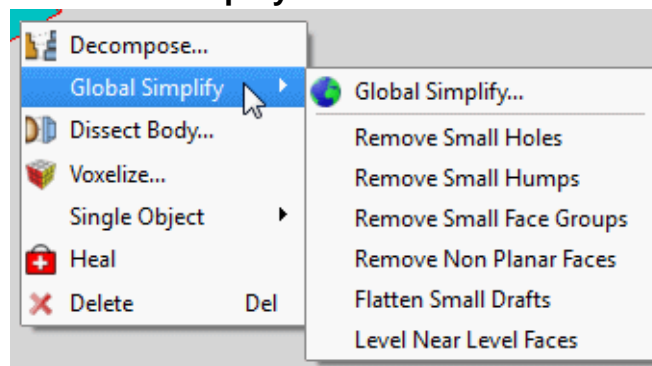 Decompose...
Global Simplify
Dissect Body...
Voxelize...
Single Object
Heal
Delete Del
Global Simplify...
Remove Small Holes
Remove Small Humps
Remove Small Face Groups
Remove Non Planar Faces
Flatten Small Drafts
Level Near Level Faces